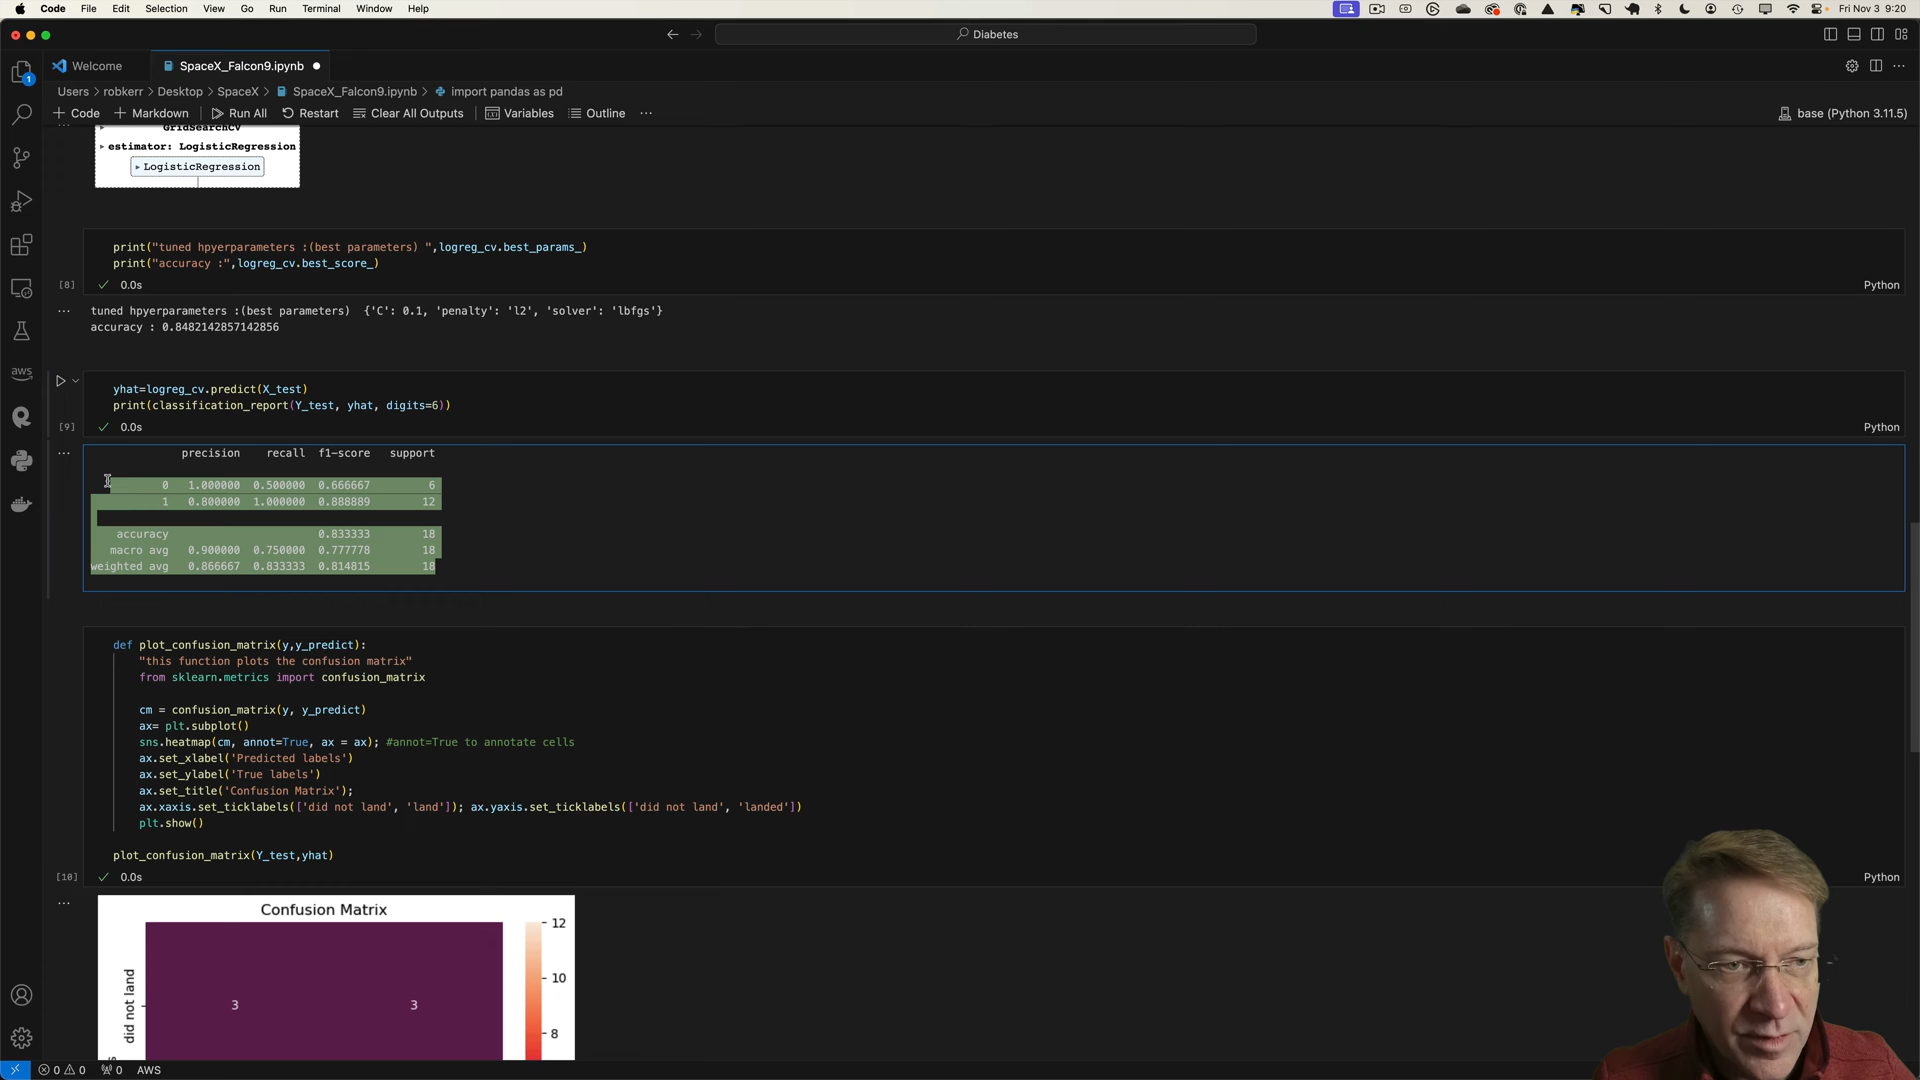 Code File Edit Selection View Go Run Terminal Window Help
Fri Nov 3 9:20
Diabetes
Welcome
SpaceX_Falcon9.ipynb
Users > robkerr > Desktop > SpaceX > SpaceX_Falcon9.ipynb > import pandas as pd
+ Code + Markdown Run All Restart Clear All Outputs Variables Outline ...
base (Python 3.11.5)
GridSearchCV
estimator: LogisticRegression
LogisticRegression
print("tuned hpyerparameters :(best parameters) ",logreg_cv.best_params_)
print("accuracy :",logreg_cv.best_score_)
[8] 0.0s Python
tuned hpyerparameters :(best parameters)  {'C': 0.1, 'penalty': 'l2', 'solver': 'lbfgs'}
accuracy : 0.8482142857142856
yhat=logreg_cv.predict(X_test)
print(classification_report(Y_test, yhat, digits=6))
[9] 0.0s Python
precision recall f1-score support
0 1.000000 0.500000 0.666667 6
1 0.800000 1.000000 0.888889 12
accuracy 0.833333 18
macro avg 0.900000 0.750000 0.777778 18
weighted avg 0.866667 0.833333 0.814815 18
def plot_confusion_matrix(y,y_predict):
"this function plots the confusion matrix"
from sklearn.metrics import confusion_matrix
cm = confusion_matrix(y, y_predict)
ax= plt.subplot()
sns.heatmap(cm, annot=True, ax = ax); #annot=True to annotate cells
ax.set_xlabel('Predicted labels')
ax.set_ylabel('True labels')
ax.set_title('Confusion Matrix');
ax.xaxis.set_ticklabels(['did not land', 'land']); ax.yaxis.set_ticklabels(['did not land', 'landed'])
plt.show()
plot_confusion_matrix(Y_test,yhat)
[10] 0.0s Python
Confusion Matrix
did not land
3 3
12
10
8
aws
1
0 0 0 AWS